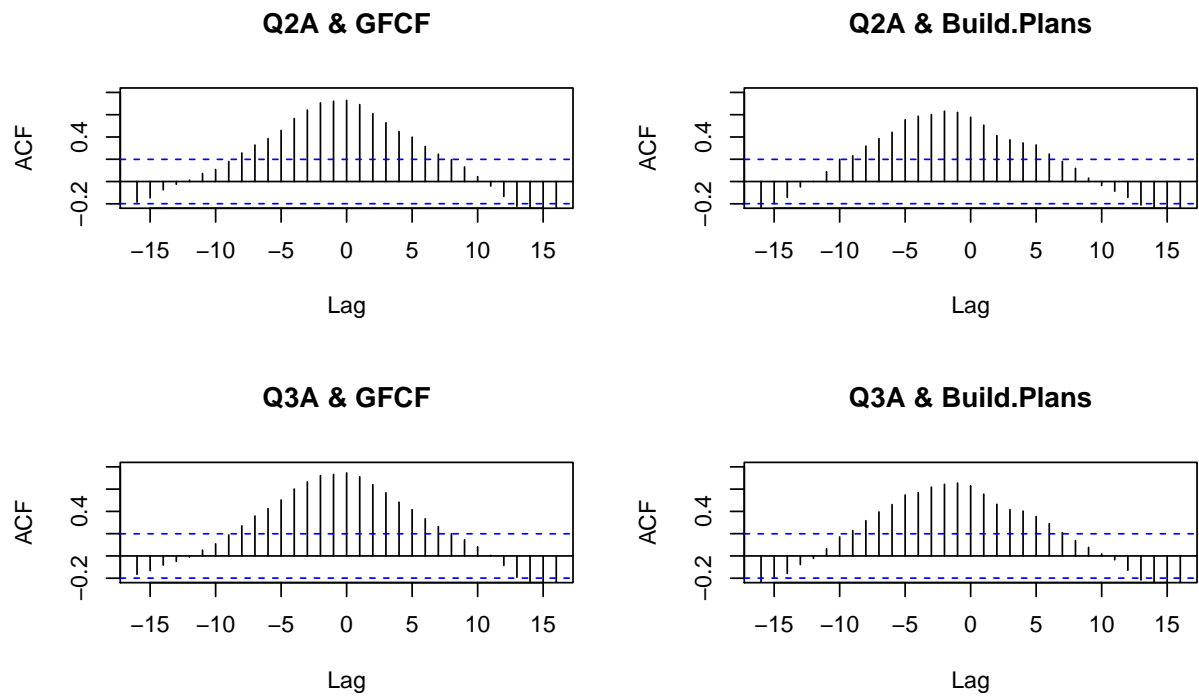 Q2A & GFCF
ACF
−0.2 0.4
−15 −10 −5 0 5 10 15
Lag
Q2A & Build.Plans
ACF
−0.2 0.4
−15 −10 −5 0 5 10 15
Lag
Q3A & GFCF
ACF
−0.2 0.4
−15 −10 −5 0 5 10 15
Lag
Q3A & Build.Plans
ACF
−0.2 0.4
−15 −10 −5 0 5 10 15
Lag